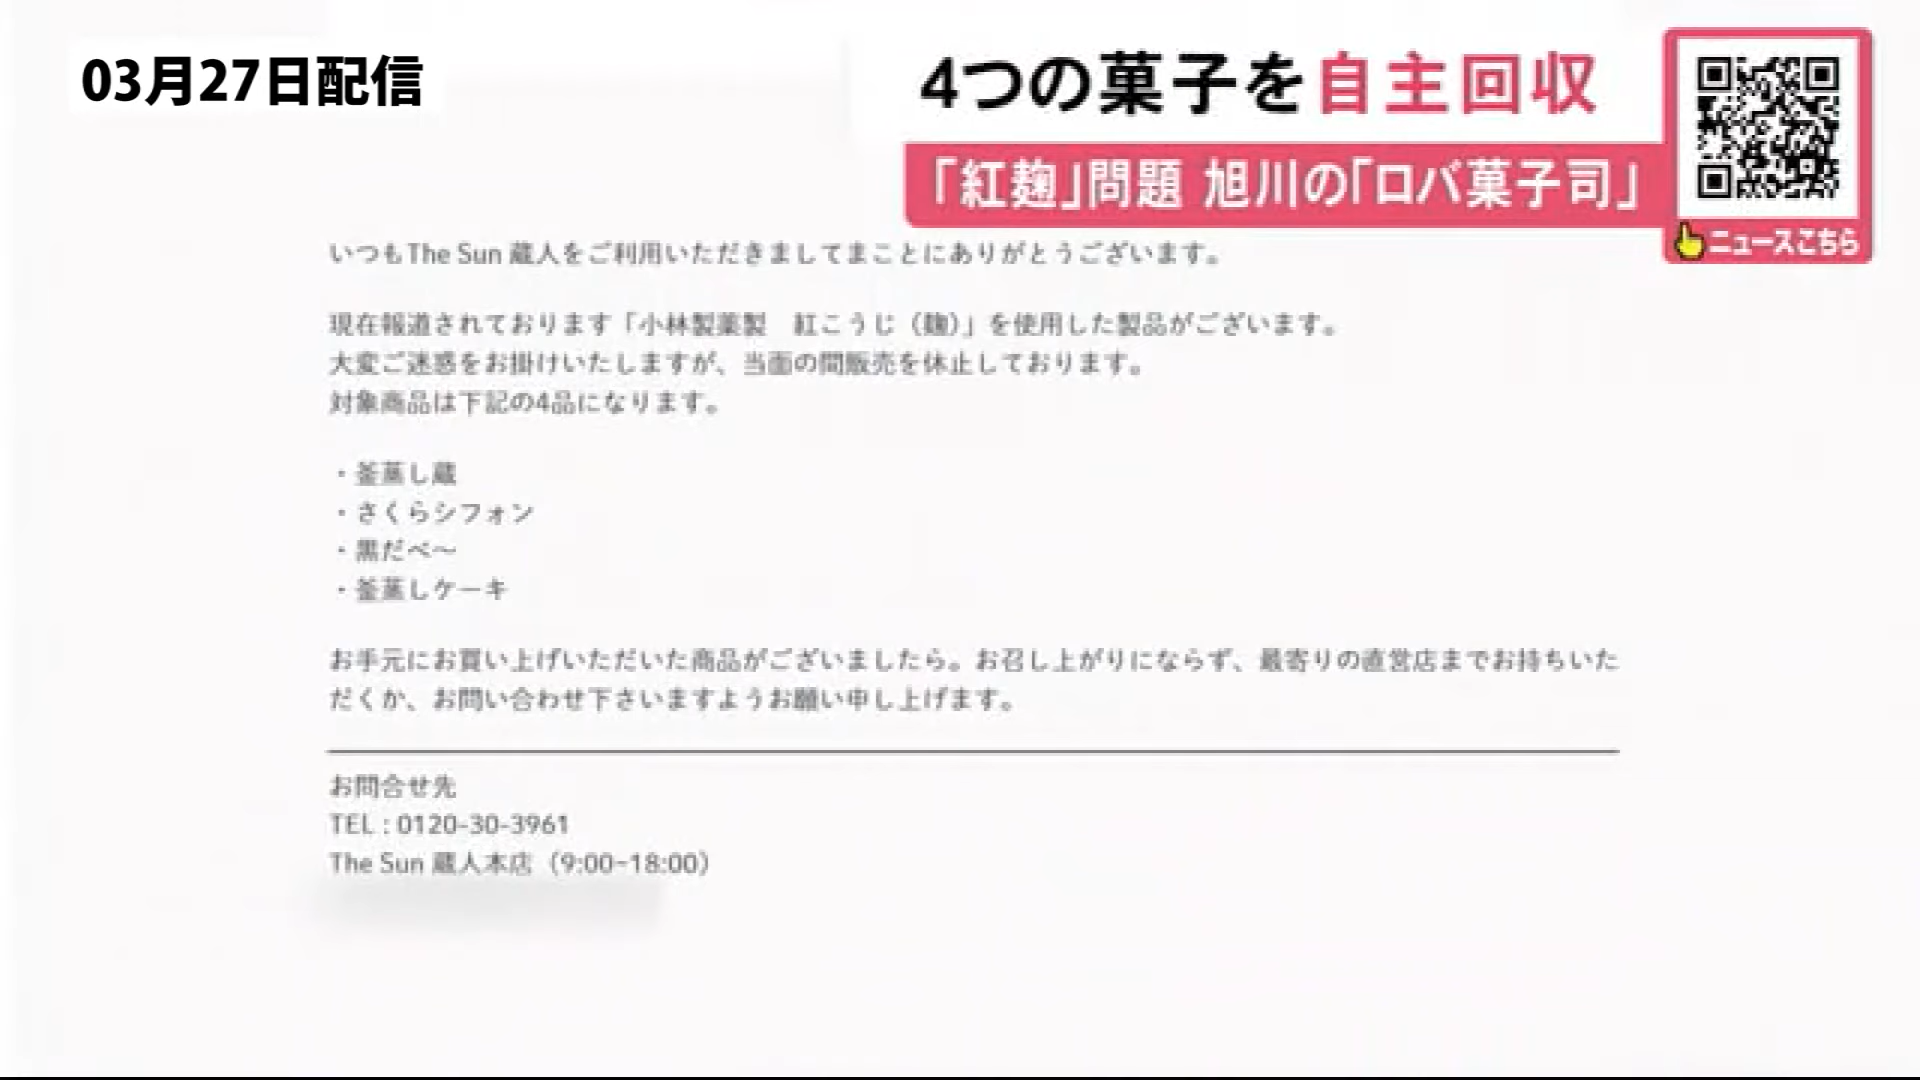 03月27日配信
4つの菓子を自主回収
「紅麹」問題 旭川の「ロバ菓子司」
ニュースこちら
いつもThe Sun 蔵人をご利用いただきましてまことにありがとうございます。
現在報道されております「小林製薬製　紅こうじ（麹）」を使用した製品がございます。
大変ご迷惑をお掛けいたしますが、当面の間販売を休止しております。
対象商品は下記の4品になります。
・釜蒸し蔵
・さくらシフォン
・黒だべ～
・釜蒸しケーキ
お手元にお買い上げいただいた商品がございましたら。お召し上がりにならず、最寄りの直営店までお持ちいた
だくか、お問い合わせ下さいますようお願い申し上げます。
お問合せ先
TEL : 0120-30-3961
The Sun 蔵人本店（9:00~18:00）